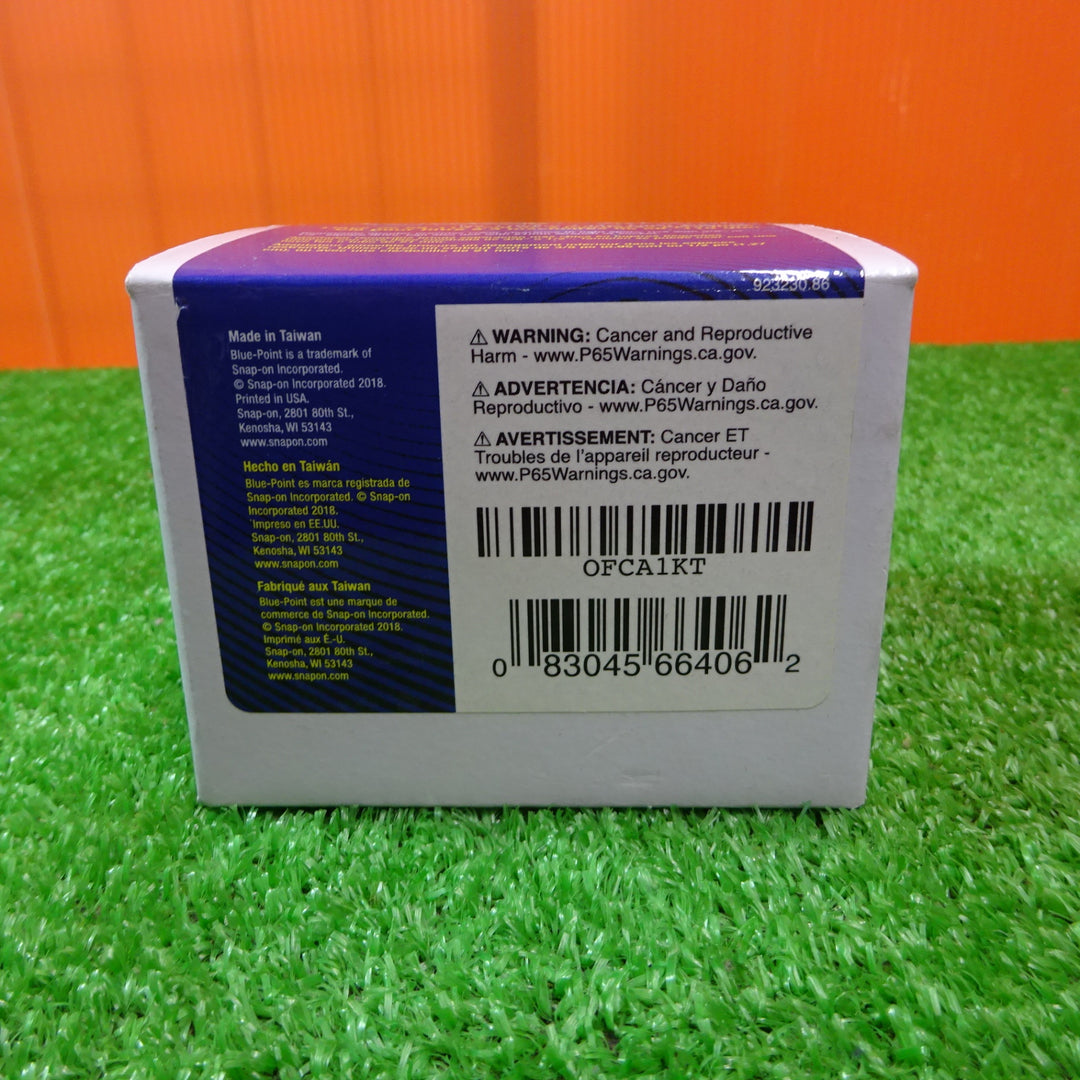 923230.86
Made in Taiwan
Blue-Point is a trademark of
Snap-on Incorporated.
© Snap-on Incorporated 2018.
Printed in USA.
Snap-on, 2801 80th St.,
Kenosha, WI 53143
www.snapon.com
Hecho en Taiwán
Blue-Point es marca registrada de
Snap-on Incorporated. © Snap-on
Incorporated 2018.
Impreso en EE.UU.
Snap-on, 2801 80th St.,
Kenosha, WI 53143
www.snapon.com
Fabriqué aux Taiwan
Blue-Point est une marque de
commerce de Snap-on Incorporated.
© Snap-on Incorporated 2018.
Imprimé aux É.-U.
Snap-on, 2801 80th St.,
Kenosha, WI 53143
www.snapon.com
⚠ WARNING: Cancer and Reproductive
Harm - www.P65Warnings.ca.gov.
⚠ ADVERTENCIA: Cáncer y Daño
Reproductivo - www.P65Warnings.ca.gov.
⚠ AVERTISSEMENT: Cancer ET
Troubles de l'appareil reproducteur -
www.P65Warnings.ca.gov.
OFCA1KT
0 83045 66406 2